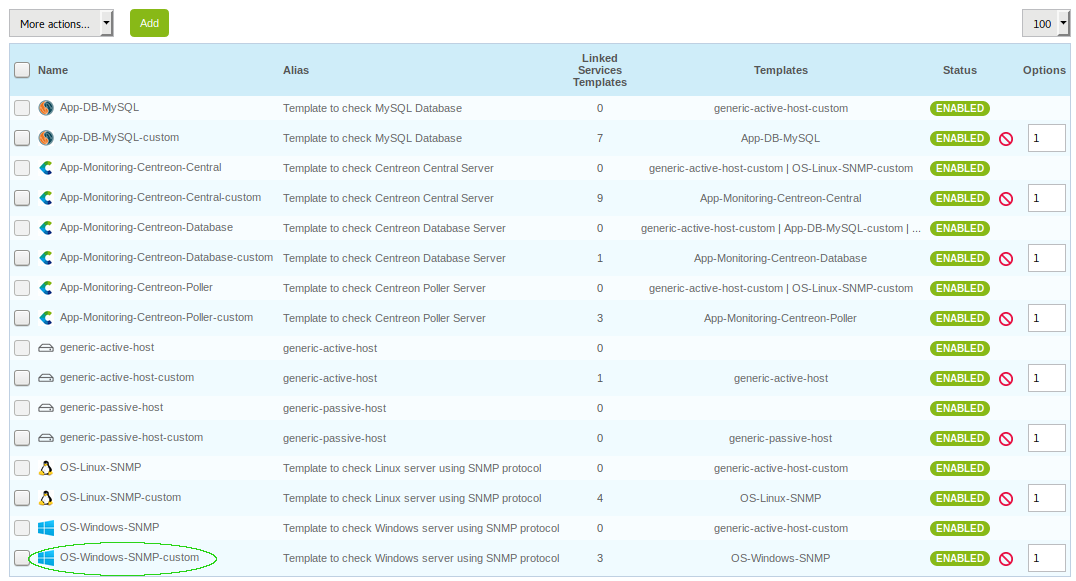 More actions... Add 100
Name Alias Linked Services Templates Templates Status Options
App-DB-MySQL Template to check MySQL Database 0 generic-active-host-custom ENABLED
App-DB-MySQL-custom Template to check MySQL Database 7 App-DB-MySQL ENABLED 1
App-Monitoring-Centreon-Central Template to check Centreon Central Server 0 generic-active-host-custom | OS-Linux-SNMP-custom ENABLED
App-Monitoring-Centreon-Central-custom Template to check Centreon Central Server 9 App-Monitoring-Centreon-Central ENABLED 1
App-Monitoring-Centreon-Database Template to check Centreon Database Server 0 generic-active-host-custom | App-DB-MySQL-custom | ... ENABLED
App-Monitoring-Centreon-Database-custom Template to check Centreon Database Server 1 App-Monitoring-Centreon-Database ENABLED 1
App-Monitoring-Centreon-Poller Template to check Centreon Poller Server 0 generic-active-host-custom | OS-Linux-SNMP-custom ENABLED
App-Monitoring-Centreon-Poller-custom Template to check Centreon Poller Server 3 App-Monitoring-Centreon-Poller ENABLED 1
generic-active-host generic-active-host 0 ENABLED
generic-active-host-custom generic-active-host 1 generic-active-host ENABLED 1
generic-passive-host generic-passive-host 0 ENABLED
generic-passive-host-custom generic-passive-host 0 generic-passive-host ENABLED 1
OS-Linux-SNMP Template to check Linux server using SNMP protocol 0 generic-active-host-custom ENABLED
OS-Linux-SNMP-custom Template to check Linux server using SNMP protocol 4 OS-Linux-SNMP ENABLED 1
OS-Windows-SNMP Template to check Windows server using SNMP protocol 0 generic-active-host-custom ENABLED
OS-Windows-SNMP-custom Template to check Windows server using SNMP protocol 3 OS-Windows-SNMP ENABLED 1